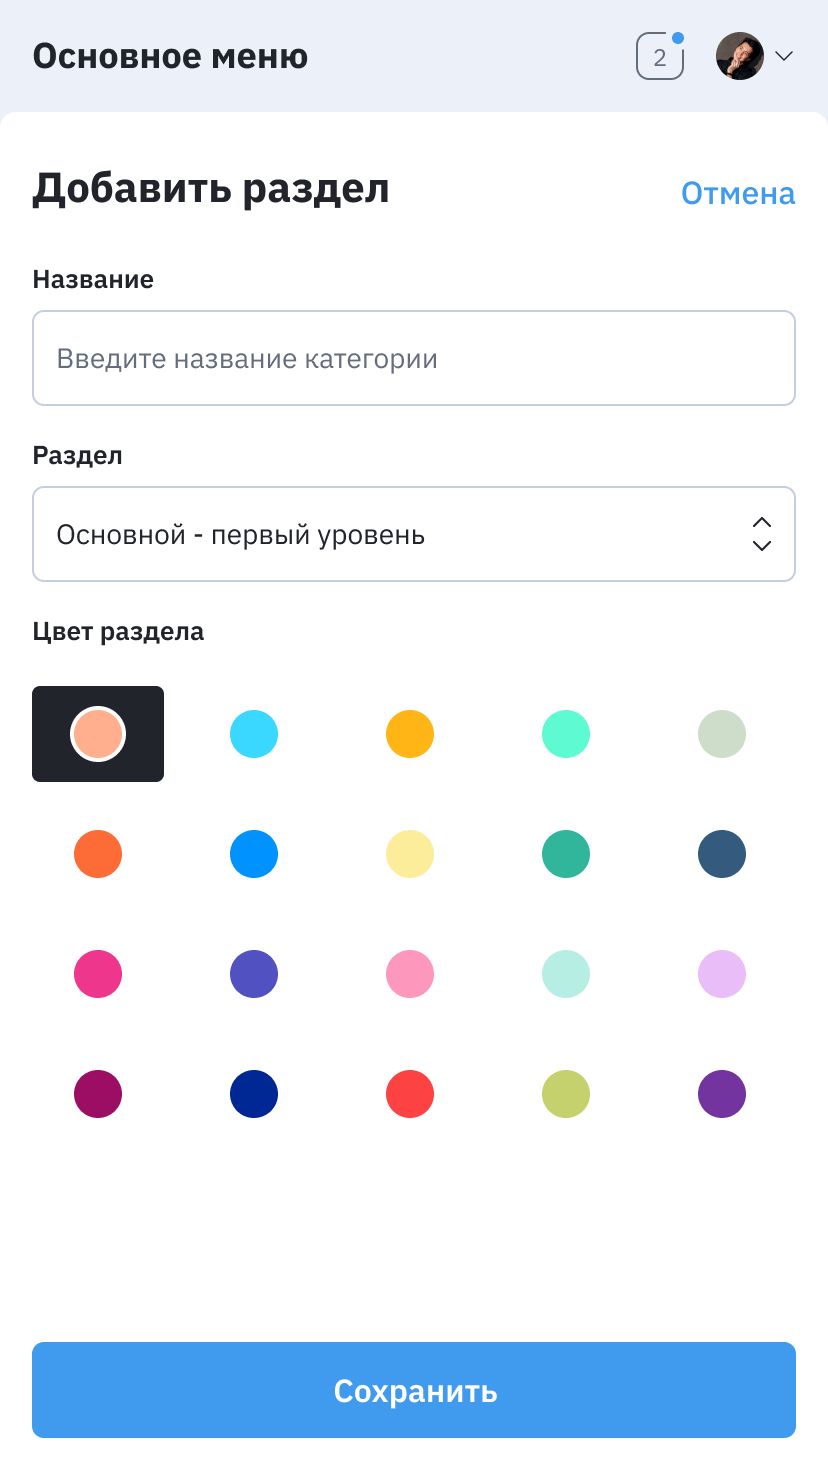 Основное меню
2
Добавить раздел
Отмена
Название
Введите название категории
Раздел
Основной - первый уровень
Цвет раздела
Сохранить